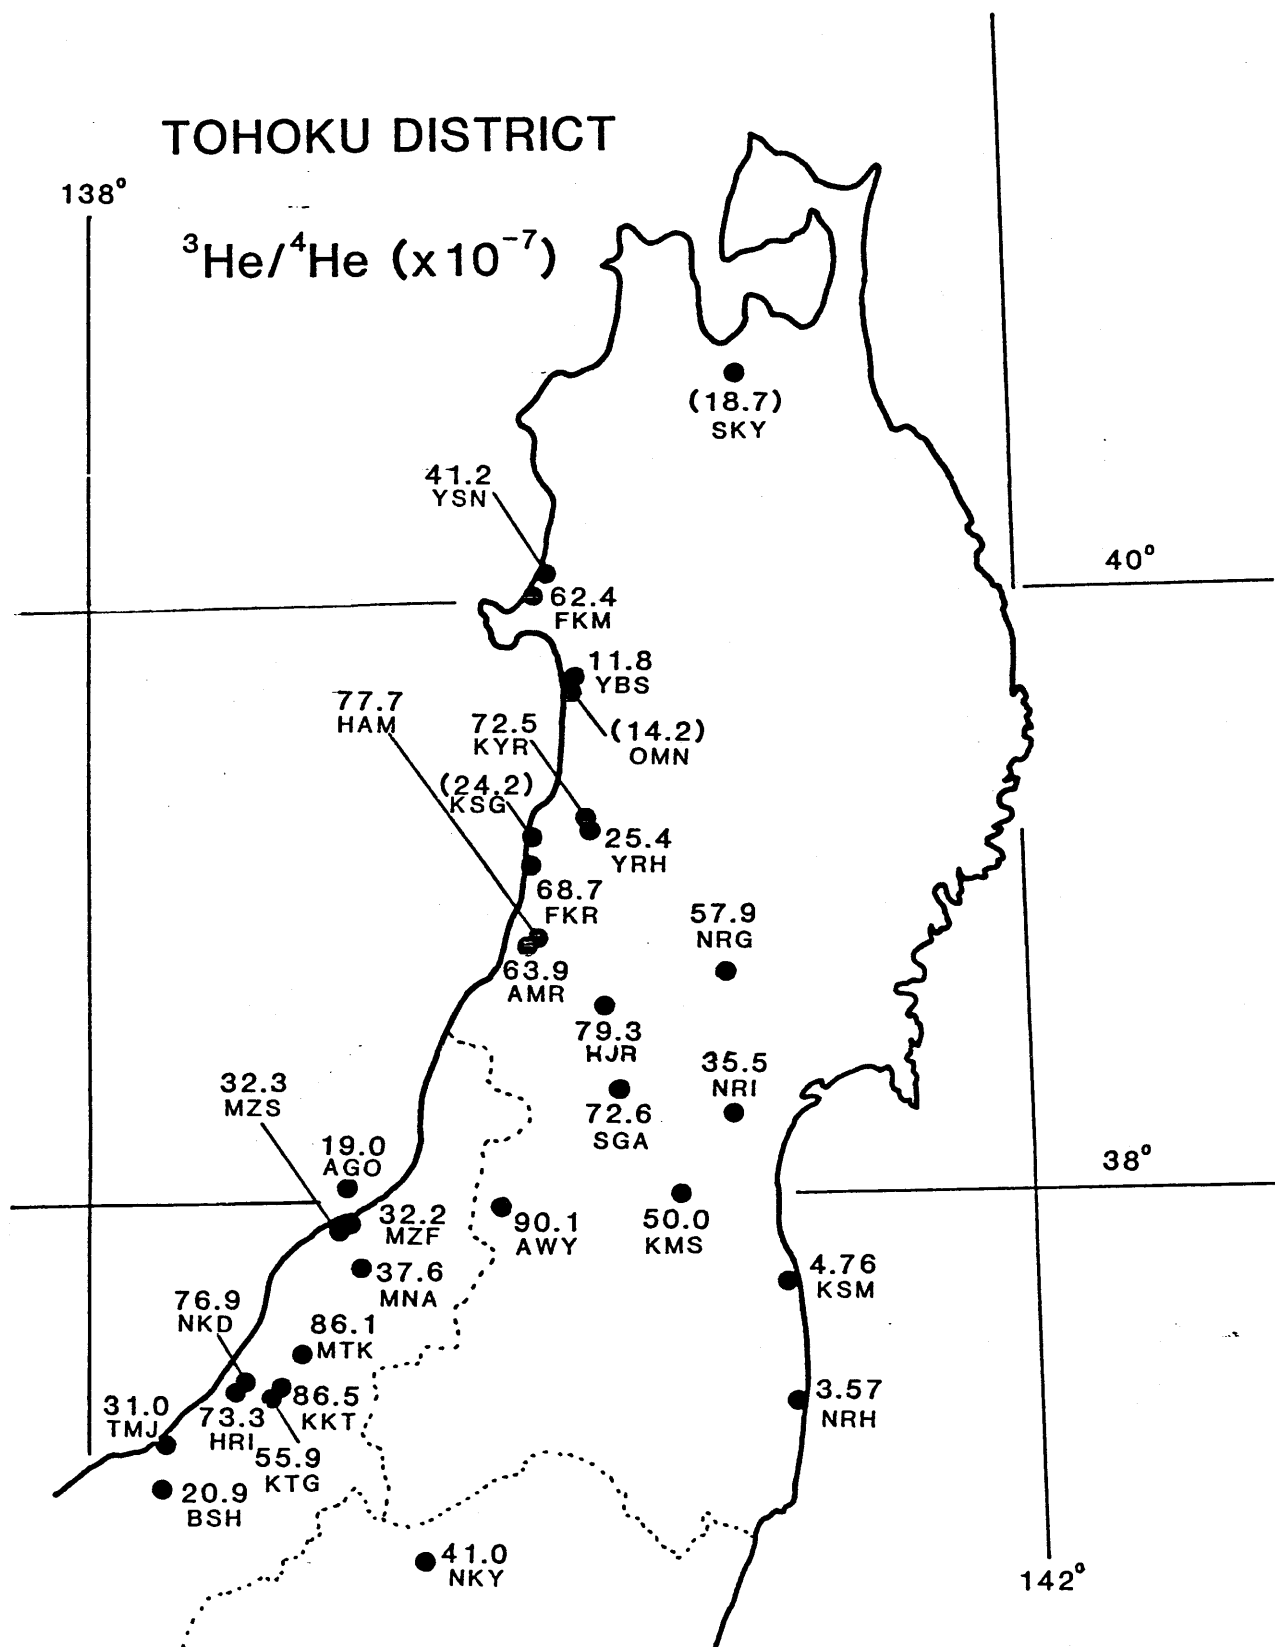 TOHOKU DISTRICT
138°
³He/⁴He (x10⁻⁷)
(18.7)
SKY
41.2
YSN
40°
62.4
FKM
11.8
YBS
77.7
HAM
72.5
KYR
(14.2)
OMN
(24.2)
KSG
25.4
YRH
68.7
FKR
57.9
NRG
63.9
AMR
79.3
HJR
35.5
NRI
32.3
MZS
72.6
SGA
19.0
AGO
38°
32.2
MZF
90.1
AWY
50.0
KMS
4.76
KSM
37.6
MNA
76.9
NKD
86.1
MTK
31.0
TMJ
73.3
HRI
86.5
KKT
3.57
NRH
55.9
KTG
20.9
BSH
41.0
NKY
142°